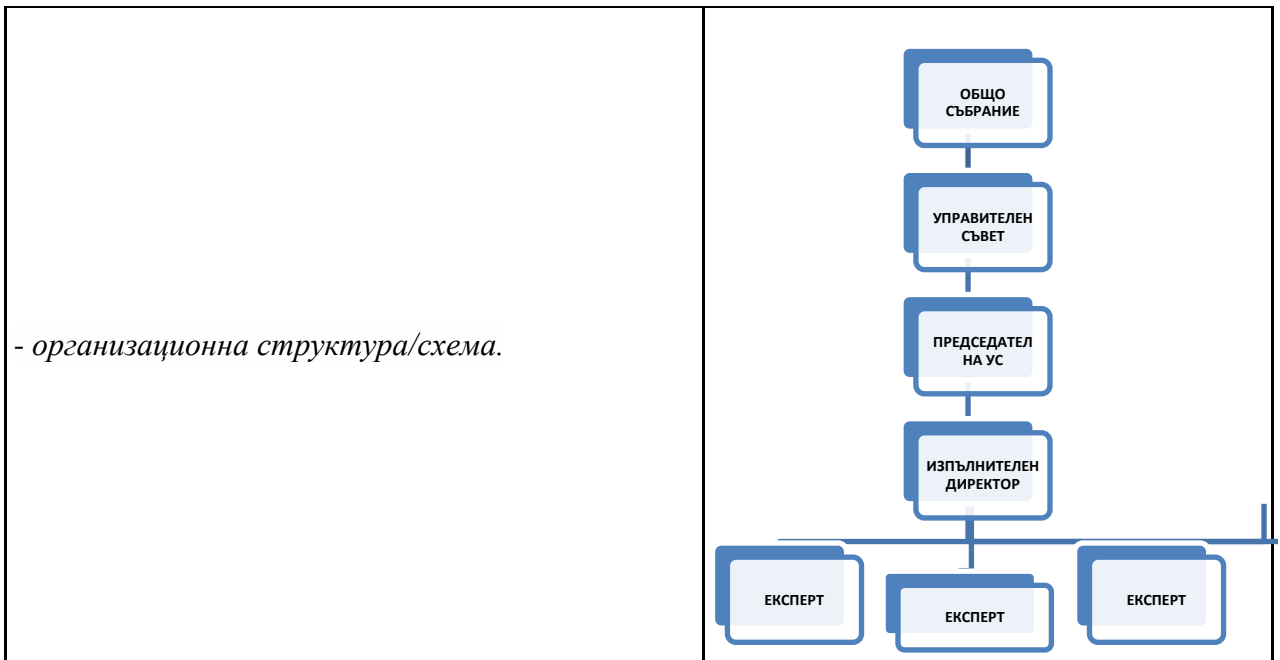 - организационна структура/схема.
ОБЩО
СЪБРАНИЕ
УПРАВИТЕЛЕН
СЪВЕТ
ПРЕДСЕДАТЕЛ
НА УС
ИЗПЪЛНИТЕЛЕН
ДИРЕКТОР
ЕКСПЕРТ
ЕКСПЕРТ
ЕКСПЕРТ